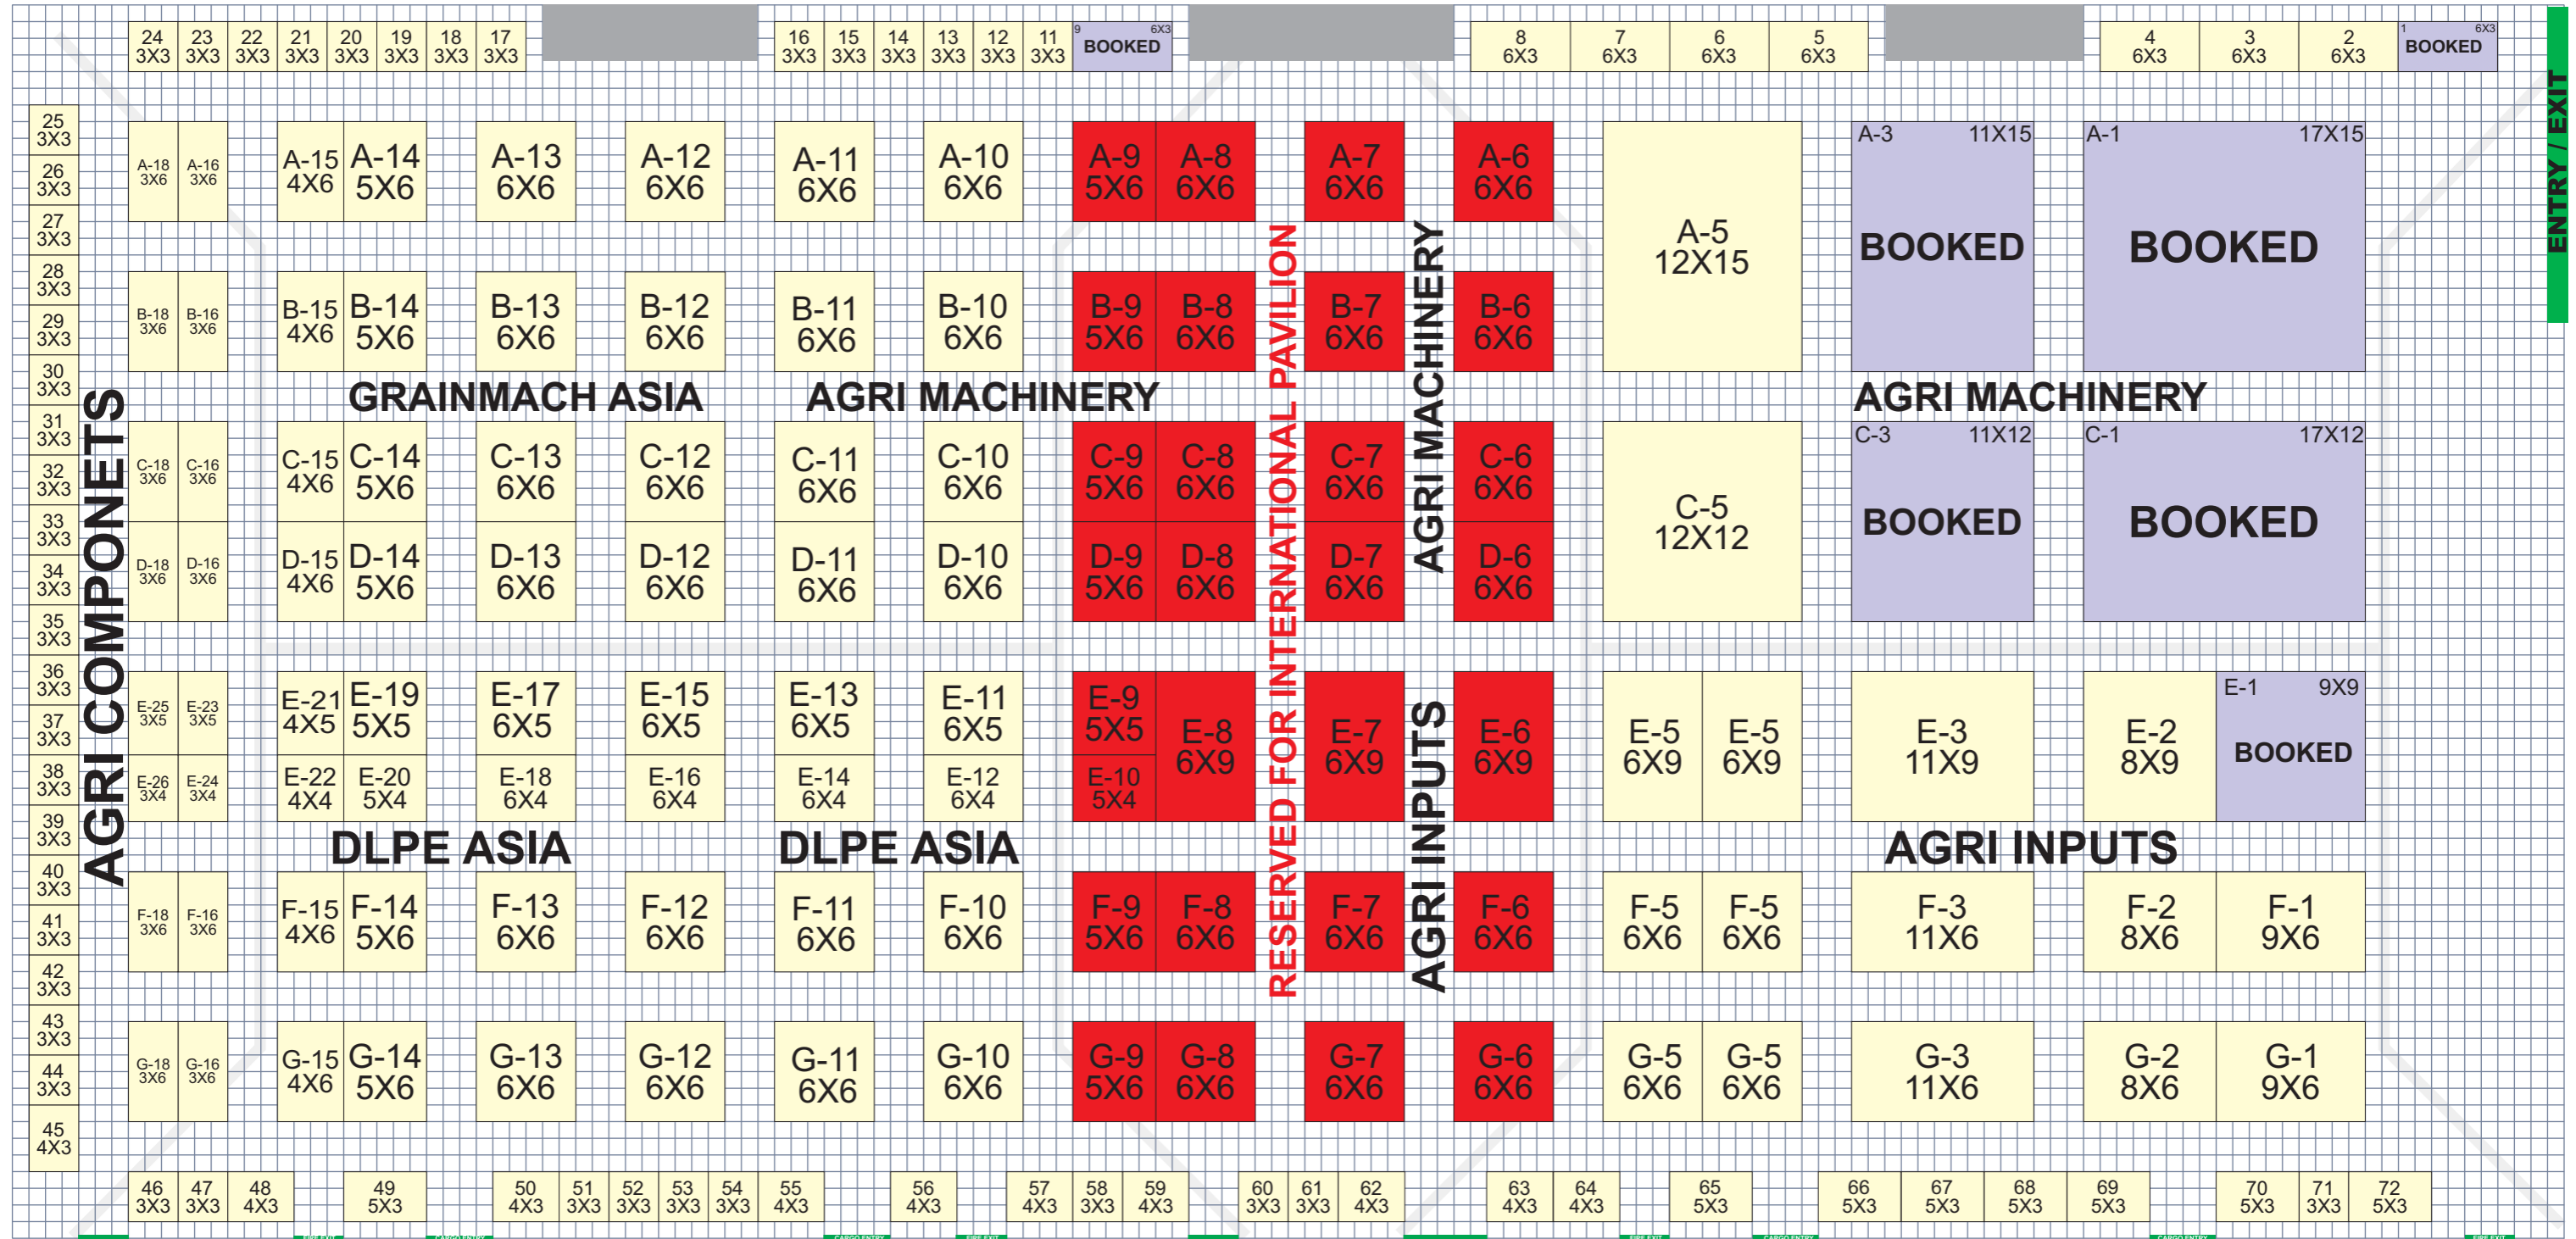 24 23 22 21 20 19 18 17 16 15 14 13 12 11 9 6X3 8 7 6 5 4 3 2 1 6X3
3X3 3X3 3X3 3X3 3X3 3X3 3X3 3X3 3X3 3X3 3X3 3X3 3X3 3X3 BOOKED 6X3 6X3 6X3 6X3 6X3 6X3 6X3 BOOKED
ENTRY / EXIT
25
3X3
26
3X3
27
3X3
28
3X3
29
3X3
30
3X3
31
3X3
32
3X3
33
3X3
34
3X3
35
3X3
36
3X3
37
3X3
38
3X3
39
3X3
40
3X3
41
3X3
42
3X3
43
3X3
44
3X3
45
4X3
AGRI COMPONETS
A-18 A-16 A-15 A-14 A-13 A-12 A-11 A-10 A-9 A-8 A-7 A-6 A-5 A-3 11X15 A-1 17X15
3X6 3X6 4X6 5X6 6X6 6X6 6X6 6X6 5X6 6X6 6X6 6X6 12X15 BOOKED BOOKED
B-18 B-16 B-15 B-14 B-13 B-12 B-11 B-10 B-9 B-8 B-7 B-6
3X6 3X6 4X6 5X6 6X6 6X6 6X6 6X6 5X6 6X6 6X6 6X6
GRAINMACH ASIA AGRI MACHINERY AGRI MACHINERY
RESERVED FOR INTERNATIONAL PAVILION
AGRI MACHINERY
C-18 C-16 C-15 C-14 C-13 C-12 C-11 C-10 C-9 C-8 C-7 C-6 C-5 C-3 11X12 C-1 17X12
3X6 3X6 4X6 5X6 6X6 6X6 6X6 6X6 5X6 6X6 6X6 6X6 12X12 BOOKED BOOKED
D-18 D-16 D-15 D-14 D-13 D-12 D-11 D-10 D-9 D-8 D-7 D-6
3X6 3X6 4X6 5X6 6X6 6X6 6X6 6X6 5X6 6X6 6X6 6X6
E-25 E-23 E-21 E-19 E-17 E-15 E-13 E-11 E-9 E-8 E-7 E-6 E-5 E-5 E-3 E-2 E-1 9X9
3X5 3X5 4X5 5X5 6X5 6X5 6X5 6X5 5X5 6X9 6X9 6X9 6X9 6X9 11X9 8X9 BOOKED
E-26 E-24 E-22 E-20 E-18 E-16 E-14 E-12 E-10
3X4 3X4 4X4 5X4 6X4 6X4 6X4 6X4 5X4
AGRI INPUTS
DLPE ASIA DLPE ASIA AGRI INPUTS
F-18 F-16 F-15 F-14 F-13 F-12 F-11 F-10 F-9 F-8 F-7 F-6 F-5 F-5 F-3 F-2 F-1
3X6 3X6 4X6 5X6 6X6 6X6 6X6 6X6 5X6 6X6 6X6 6X6 6X6 6X6 11X6 8X6 9X6
G-18 G-16 G-15 G-14 G-13 G-12 G-11 G-10 G-9 G-8 G-7 G-6 G-5 G-5 G-3 G-2 G-1
3X6 3X6 4X6 5X6 6X6 6X6 6X6 6X6 5X6 6X6 6X6 6X6 6X6 6X6 11X6 8X6 9X6
46 47 48 49 50 51 52 53 54 55 56 57 58 59 60 61 62 63 64 65 66 67 68 69 70 71 72
3X3 3X3 4X3 5X3 4X3 3X3 3X3 3X3 3X3 4X3 4X3 4X3 3X3 4X3 3X3 3X3 4X3 4X3 4X3 5X3 5X3 5X3 5X3 5X3 5X3 3X3 5X3
FIRE EXIT CARGO ENTRY CARGO ENTRY FIRE EXIT FIRE EXIT CARGO ENTRY CARGO ENTRY FIRE EXIT